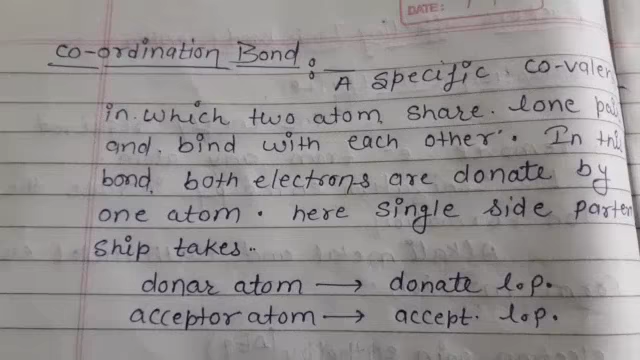 DATE:
Co-ordination Bond :-
A specific co-valen
in which two atom share lone pai
and bind with each other. In thi
bond both electrons are donate by
one atom. here single side parten
ship takes..
donar atom → donate l.p.
acceptor atom → accept. l.p.